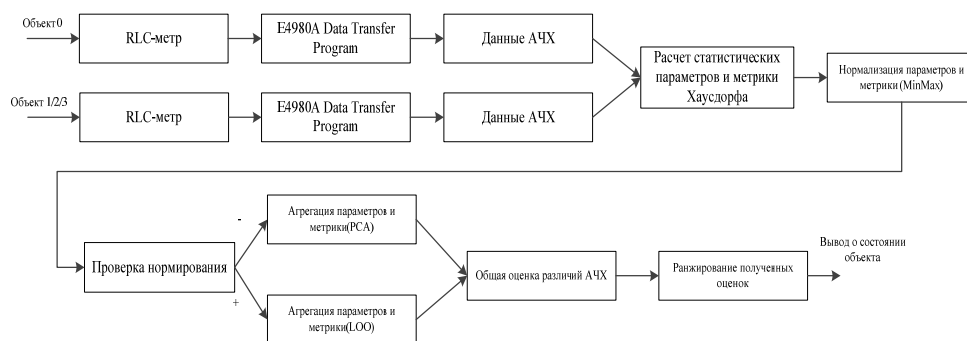 Объект 0
RLC-метр
E4980A Data Transfer
Program
Данные АЧХ
Расчет статистических
параметров и метрики
Хаусдорфа
Нормализация параметров и
метрики(MinMax)
Объект 1/2/3
RLC-метр
E4980A Data Transfer
Program
Данные АЧХ
Проверка нормирования
-
+
Агрегация параметров и
метрики(PCA)
Агрегация параметров и
метрики(LOO)
Общая оценка различий АЧХ
Ранжирование полученных
оценок
Вывод о состоянии
объекта